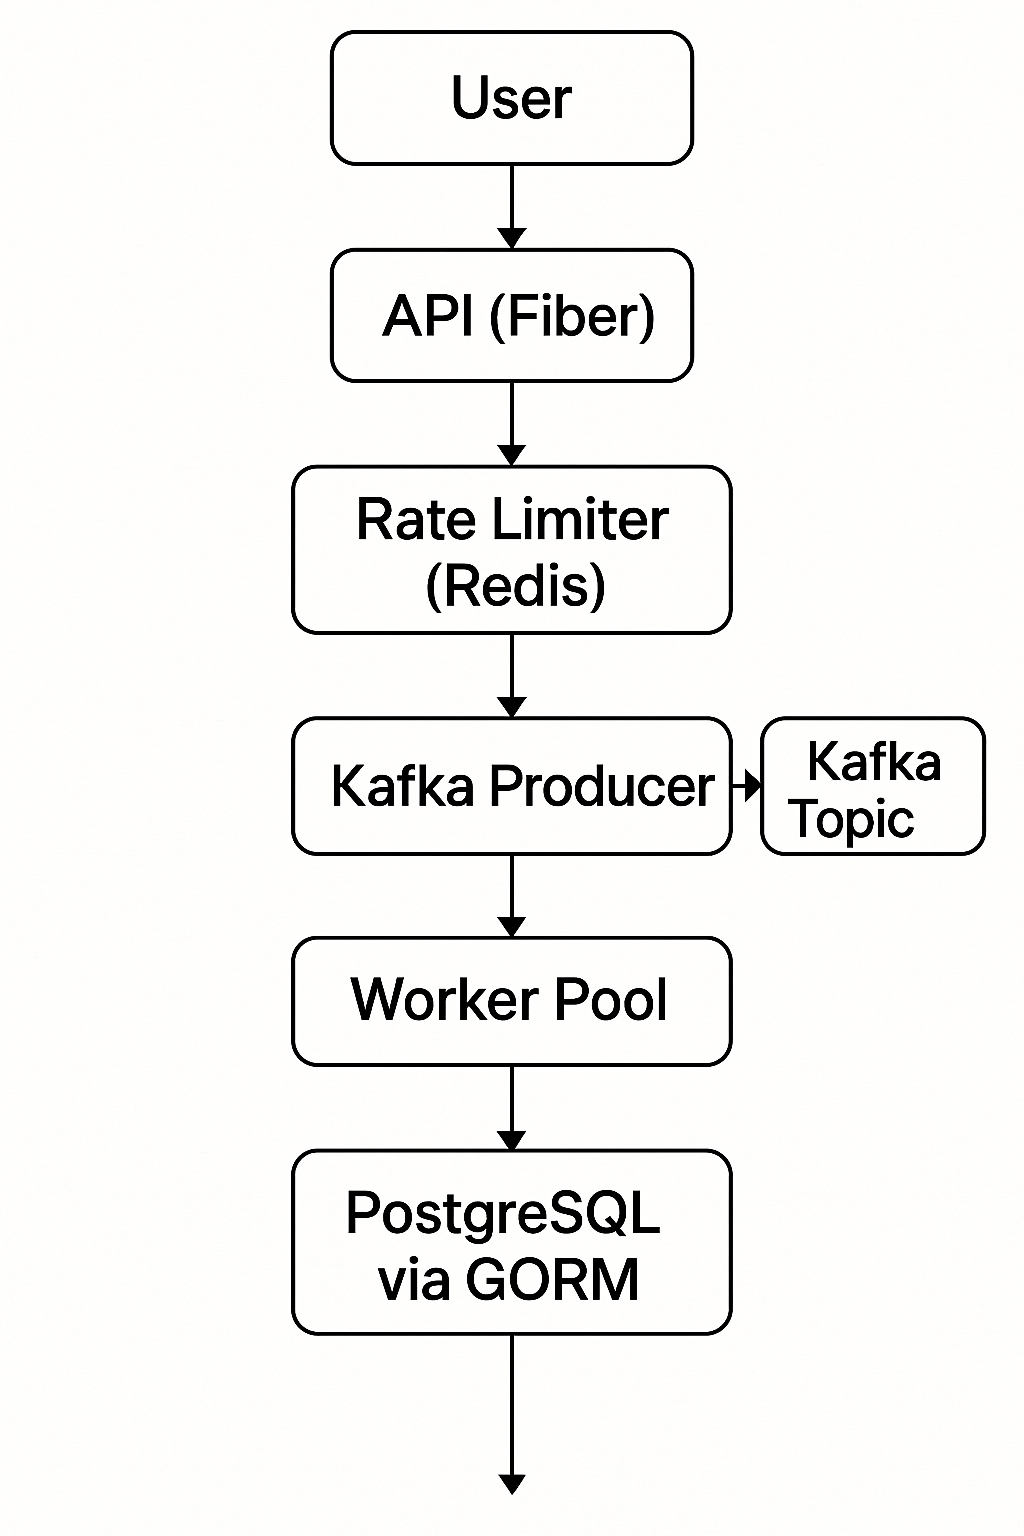 User
API (Fiber)
Rate Limiter
(Redis)
Kafka Producer
Kafka
Topic
Worker Pool
PostgreSQL
via GORM